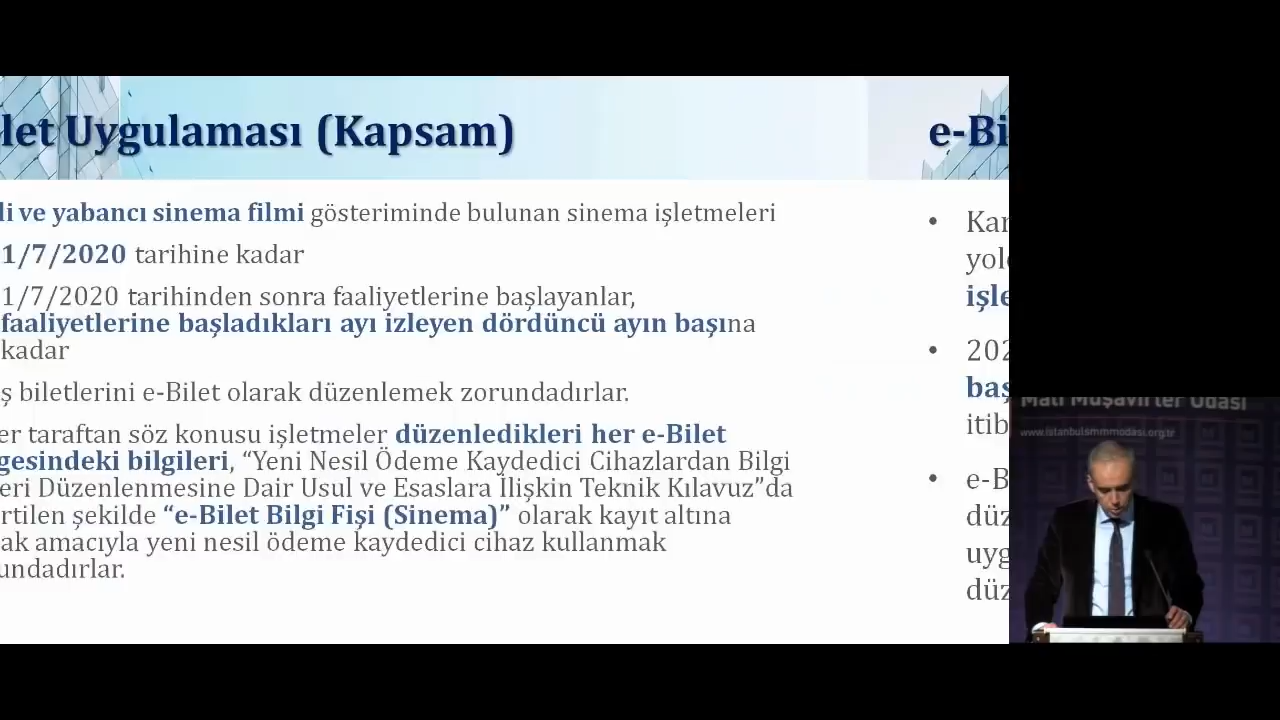 let Uygulaması (Kapsam)
li ve yabancı sinema filmi gösteriminde bulunan sinema işletmeleri
1/7/2020 tarihine kadar
1/7/2020 tarihinden sonra faaliyetlerine başlayanlar,
faaliyetlerine başladıkları ayı izleyen dördüncü ayın başına
kadar
ş biletlerini e-Bilet olarak düzenlemek zorundadırlar.
er taraftan söz konusu işletmeler düzenledikleri her e-Bilet
gesindeki bilgileri, “Yeni Nesil Ödeme Kaydedici Cihazlardan Bilgi
eri Düzenlenmesine Dair Usul ve Esaslara İlişkin Teknik Kılavuz”da
rtilen şekilde “e-Bilet Bilgi Fişi (Sinema)” olarak kayıt altına
ak amacıyla yeni nesil ödeme kaydedici cihaz kullanmak
undadırlar.
e-Bi
• Kar
yol
işle
• 202
baş
itib
• e-B
düz
uyg
düz
Mali Müşavirler Odası
www.istanbulsmmmodasi.org.tr